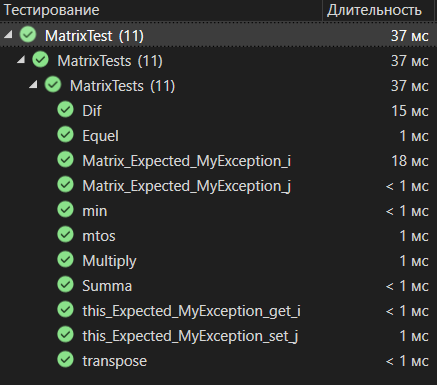 Тестирование Длительность
MatrixTest (11) 37 мс
MatrixTests (11) 37 мс
MatrixTests (11) 37 мс
Dif 15 мс
Equel 1 мс
Matrix_Expected_MyException_i 18 мс
Matrix_Expected_MyException_j < 1 мс
min < 1 мс
mtos 1 мс
Multiply 1 мс
Summa < 1 мс
this_Expected_MyException_get_i < 1 мс
this_Expected_MyException_set_j 1 мс
transpose < 1 мс